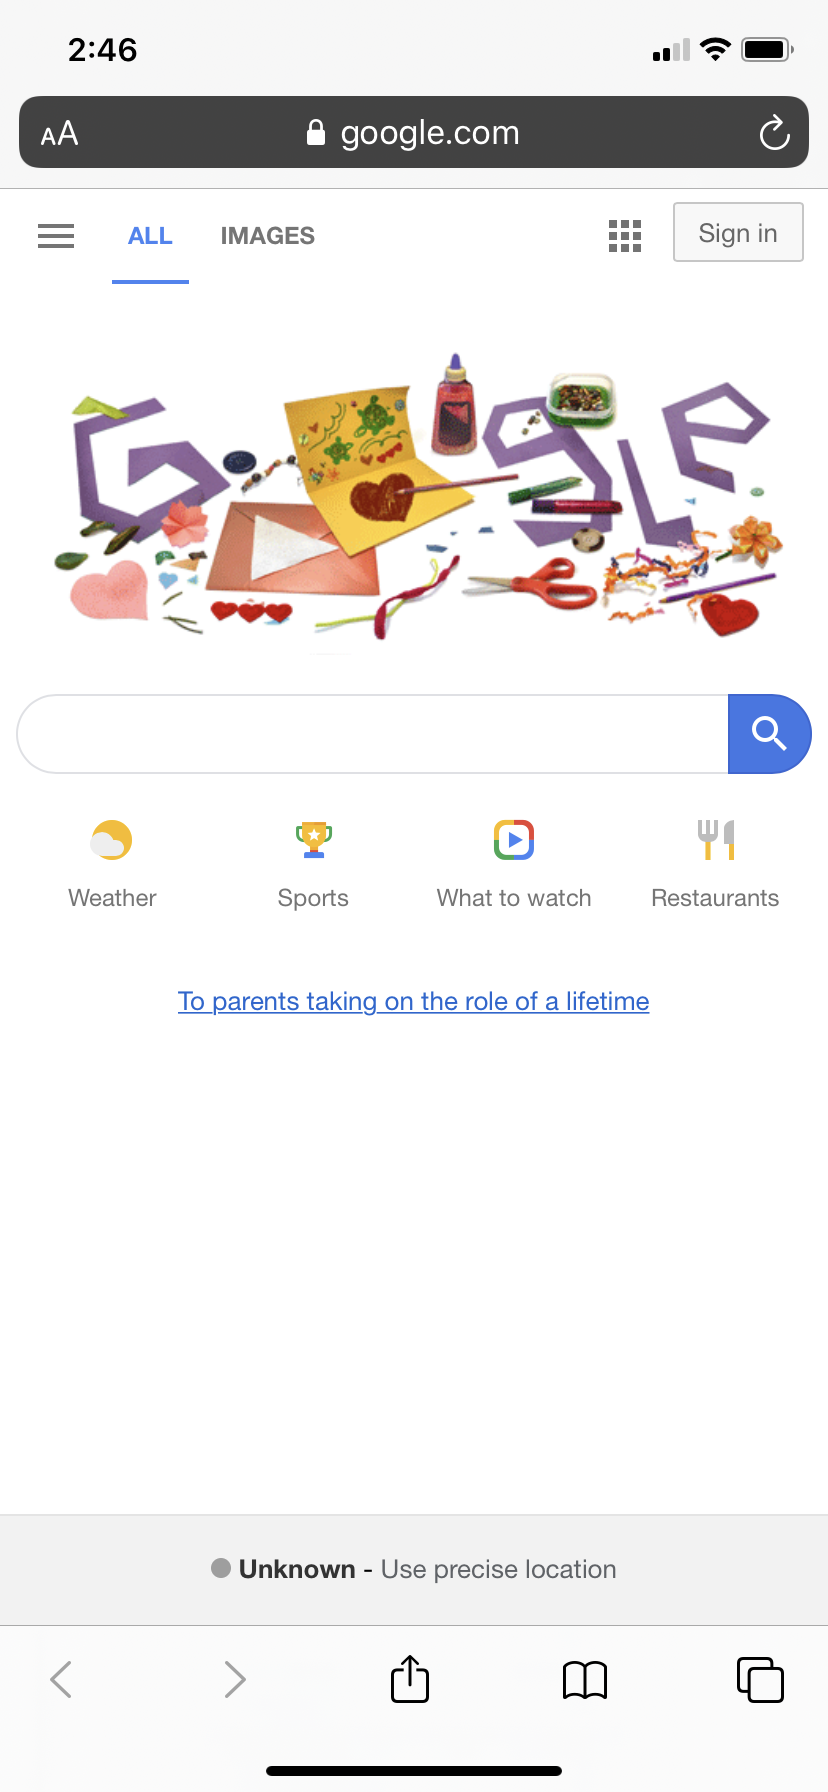 2:46
AA google.com
ALL IMAGES Sign in
Google
Weather Sports What to watch Restaurants
To parents taking on the role of a lifetime
Unknown - Use precise location